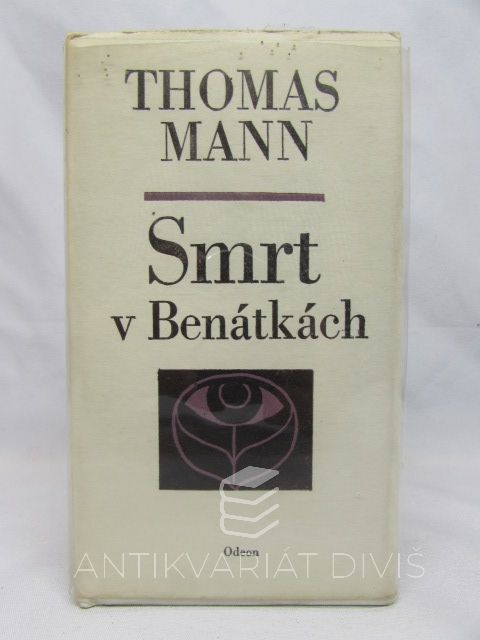 THOMAS
MANN
Smrt
v Benátkách
Odeon
ANTIKVARIÁT DIVIŠ